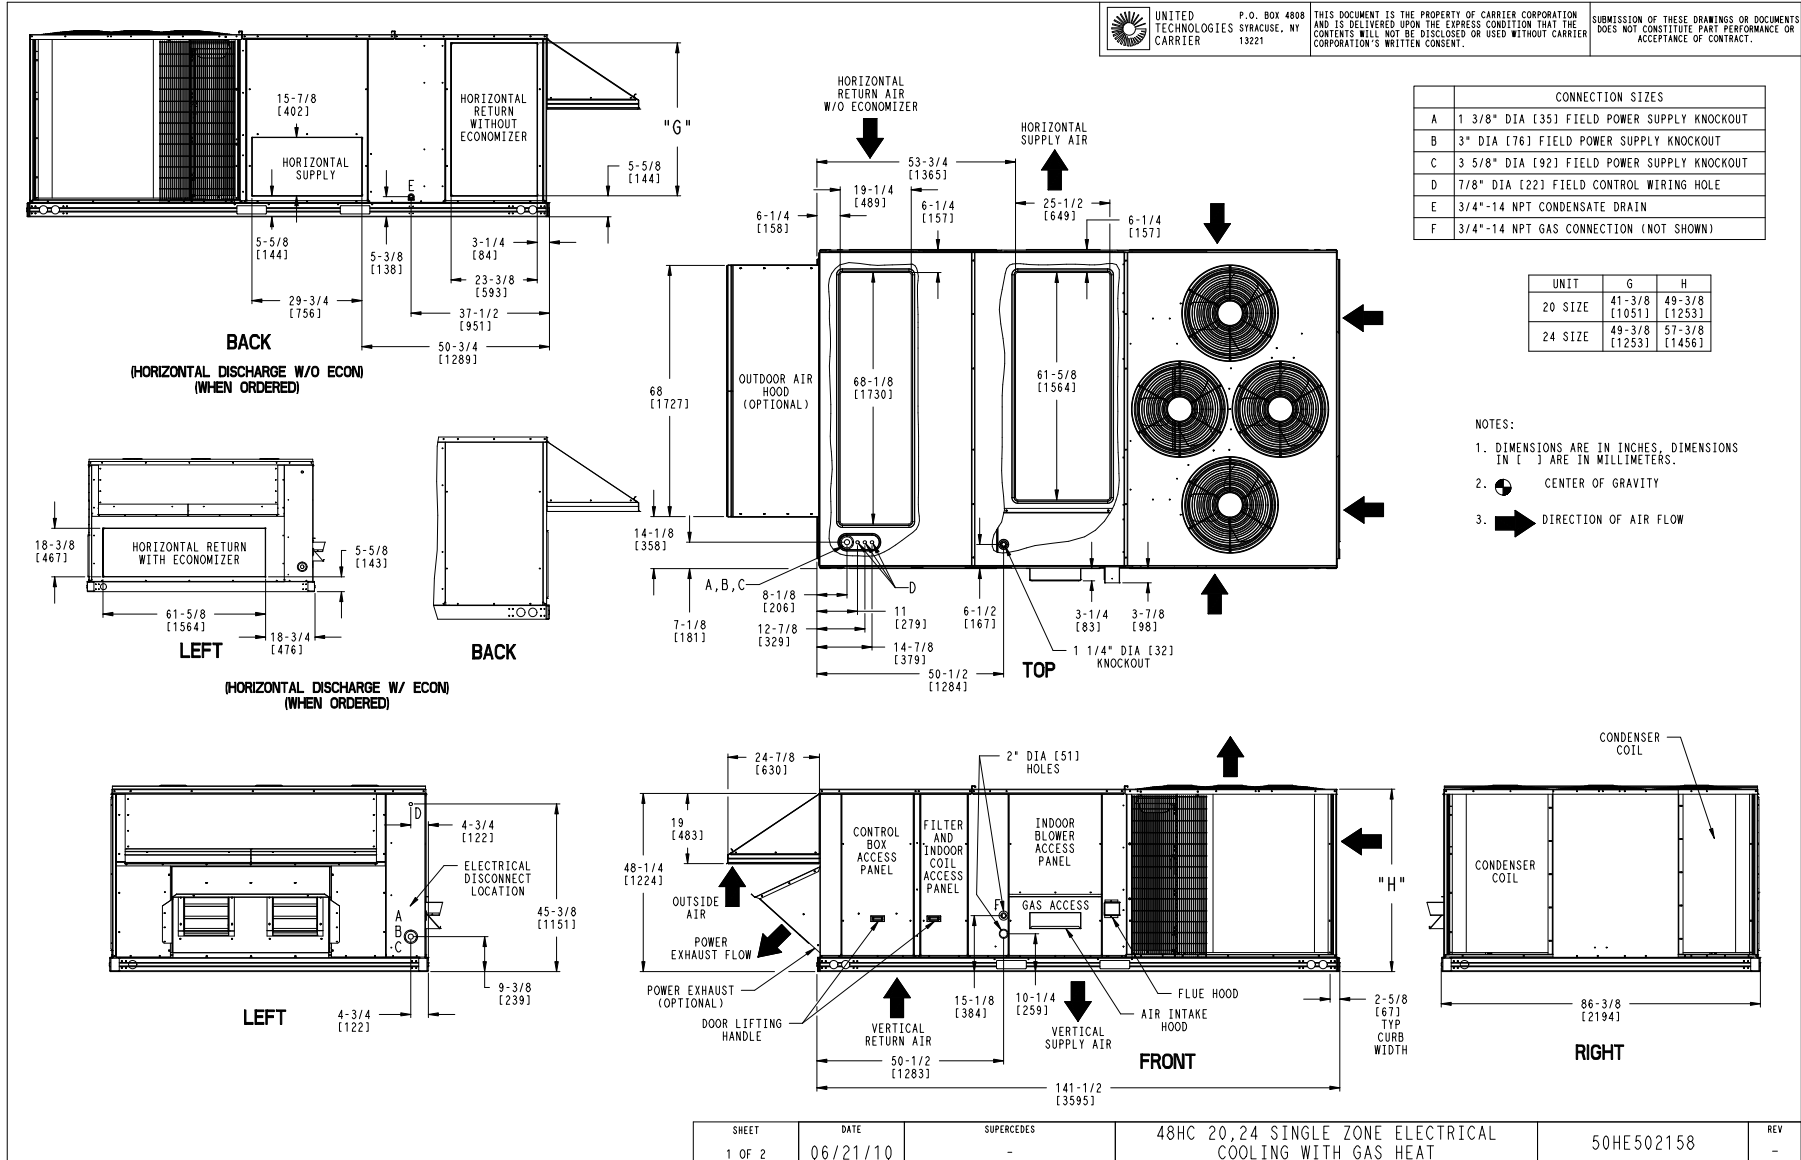 UNITED
TECHNOLOGIES
CARRIER
P.O. BOX 4808
SYRACUSE, NY
13221
THIS DOCUMENT IS THE PROPERTY OF CARRIER CORPORATION
AND IS DELIVERED UPON THE EXPRESS CONDITION THAT THE
CONTENTS WILL NOT BE DISCLOSED OR USED WITHOUT CARRIER
CORPORATION'S WRITTEN CONSENT.
SUBMISSION OF THESE DRAWINGS OR DOCUMENTS
DOES NOT CONSTITUTE PART PERFORMANCE OR
ACCEPTANCE OF CONTRACT.
15-7/8
[402]
HORIZONTAL
SUPPLY
HORIZONTAL
RETURN
WITHOUT
ECONOMIZER
"G"
E
5-5/8
[144]
5-5/8
[144]
5-3/8
[138]
3-1/4
[84]
23-3/8
[593]
29-3/4
[756]
37-1/2
[951]
50-3/4
[1289]
BACK
(HORIZONTAL DISCHARGE W/O ECON)
(WHEN ORDERED)
HORIZONTAL
RETURN AIR
W/O ECONOMIZER
HORIZONTAL
SUPPLY AIR
53-3/4
[1365]
19-1/4
[489]
6-1/4
[158]
6-1/4
[157]
25-1/2
[649]
6-1/4
[157]
OUTDOOR AIR
HOOD
(OPTIONAL)
68
[1727]
68-1/8
[1730]
61-5/8
[1564]
14-1/8
[358]
A,B,C
D
8-1/8
[206]
11
[279]
7-1/8
[181]
12-7/8
[329]
14-7/8
[379]
50-1/2
[1284]
6-1/2
[167]
3-1/4
[83]
3-7/8
[98]
1 1/4" DIA [32]
KNOCKOUT
TOP
CONNECTION SIZES
A 1 3/8" DIA [35] FIELD POWER SUPPLY KNOCKOUT
B 3" DIA [76] FIELD POWER SUPPLY KNOCKOUT
C 3 5/8" DIA [92] FIELD POWER SUPPLY KNOCKOUT
D 7/8" DIA [22] FIELD CONTROL WIRING HOLE
E 3/4"-14 NPT CONDENSATE DRAIN
F 3/4"-14 NPT GAS CONNECTION (NOT SHOWN)
UNIT G H
20 SIZE 41-3/8 [1051] 49-3/8 [1253]
24 SIZE 49-3/8 [1253] 57-3/8 [1456]
NOTES:
1. DIMENSIONS ARE IN INCHES, DIMENSIONS
IN [ ] ARE IN MILLIMETERS.
2. CENTER OF GRAVITY
3. DIRECTION OF AIR FLOW
18-3/8
[467]
HORIZONTAL RETURN
WITH ECONOMIZER
5-5/8
[143]
61-5/8
[1564]
18-3/4
[476]
LEFT
BACK
(HORIZONTAL DISCHARGE W/ ECON)
(WHEN ORDERED)
D
4-3/4
[122]
ELECTRICAL
DISCONNECT
LOCATION
A
B
C
45-3/8
[1151]
9-3/8
[239]
4-3/4
[122]
LEFT
24-7/8
[630]
2" DIA [51]
HOLES
19
[483]
48-1/4
[1224]
OUTSIDE
AIR
POWER
EXHAUST FLOW
POWER EXHAUST
(OPTIONAL)
DOOR LIFTING
HANDLE
CONTROL
BOX
ACCESS
PANEL
FILTER
AND
INDOOR
COIL
ACCESS
PANEL
INDOOR
BLOWER
ACCESS
PANEL
GAS ACCESS
F
"H"
VERTICAL
RETURN AIR
15-1/8
[384]
10-1/4
[259]
VERTICAL
SUPPLY AIR
FLUE HOOD
AIR INTAKE
HOOD
2-5/8
[67]
TYP
CURB
WIDTH
50-1/2
[1283]
FRONT
141-1/2
[3595]
CONDENSER
COIL
CONDENSER
COIL
86-3/8
[2194]
RIGHT
SHEET
1 OF 2
DATE
06/21/10
SUPERCEDES
-
48HC 20,24 SINGLE ZONE ELECTRICAL
COOLING WITH GAS HEAT
50HE502158
REV
-